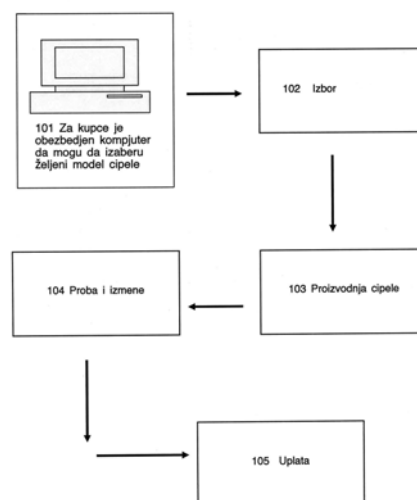 101 Za kupce je
obezbedjen kompjuter
da mogu da izaberu
željeni model cipele
102 Izbor
103 Proizvodnja cipele
104 Proba i izmene
105 Uplata